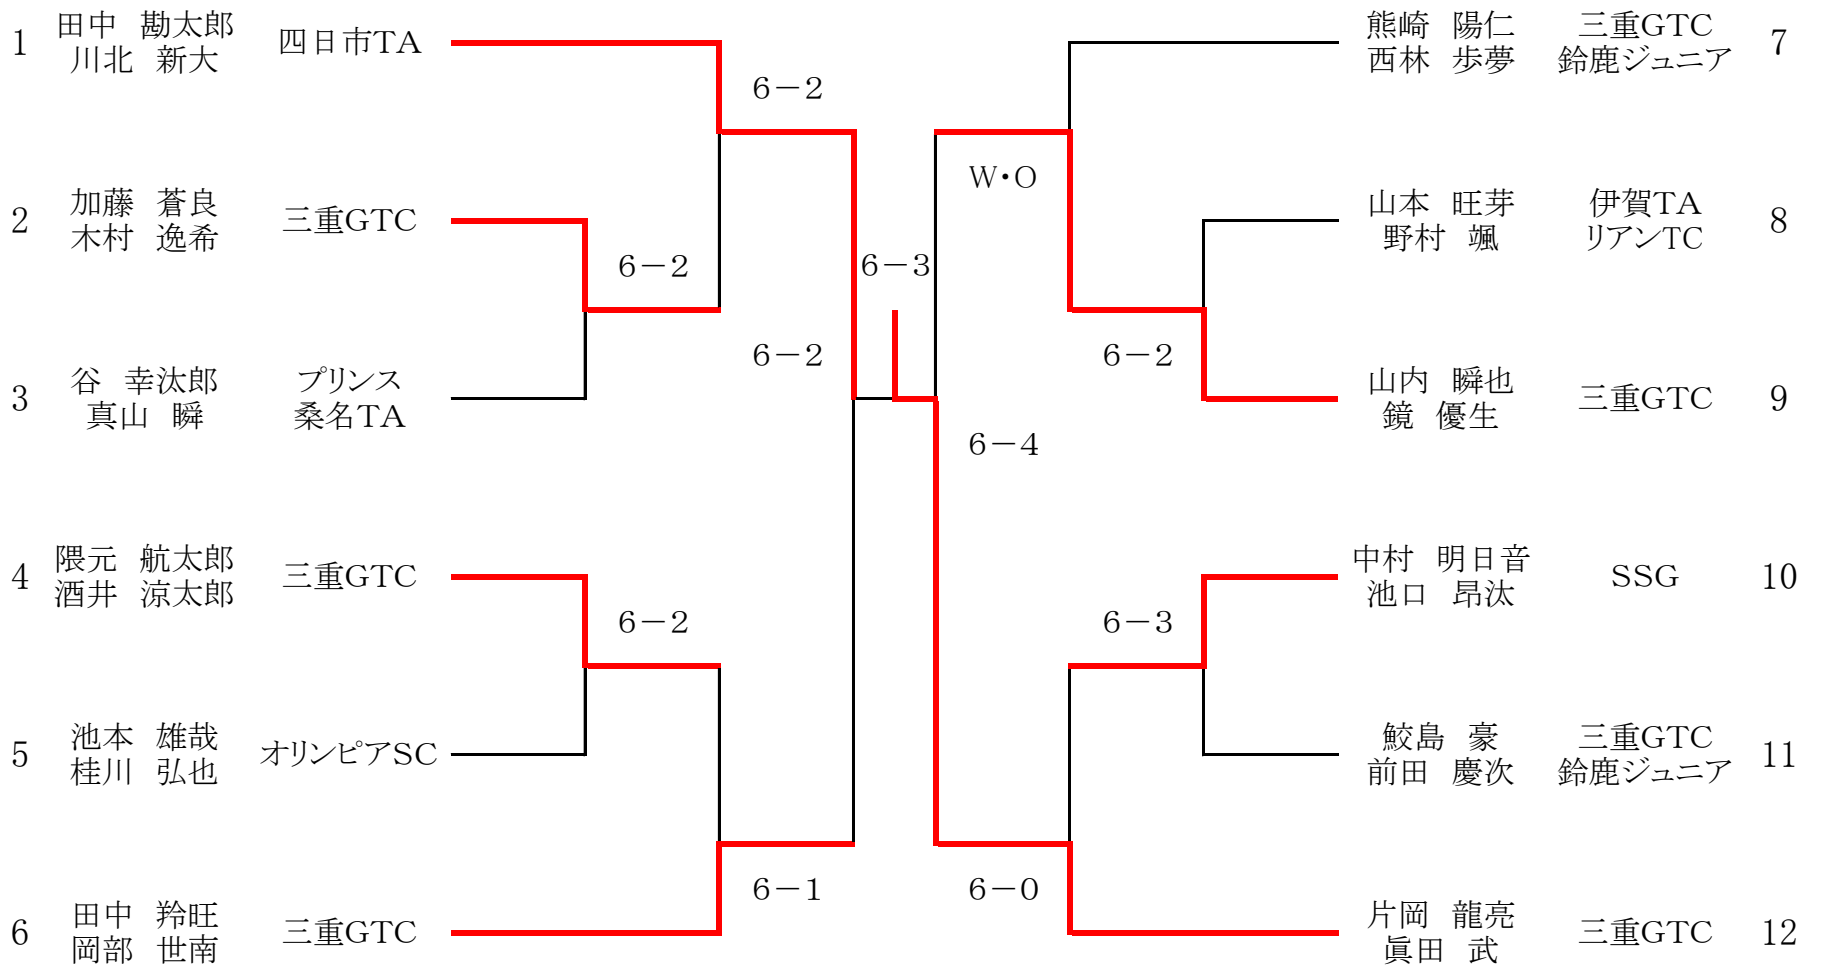 1 田中 勘太郎 四日市TA
川北 新大
2 加藤 蒼良 三重GTC
木村 逸希
3 谷 幸汰郎 プリンス
真山 瞬 桑名TA
4 隈元 航太郎 三重GTC
酒井 涼太郎
5 池本 雄哉 オリンピアSC
桂川 弘也
6 田中 羚旺 三重GTC
岡部 世南
6-2
6-2
6-2
6-2
6-1
6-3
W・O
6-2
6-4
6-3
6-0
熊崎 陽仁 三重GTC 7
西林 歩夢 鈴鹿ジュニア
山本 旺芽 伊賀TA 8
野村 颯 リアンTC
山内 瞬也 三重GTC 9
鏡 優生
中村 明日音 SSG 10
池口 昂汰
鮫島 豪 三重GTC 11
前田 慶次 鈴鹿ジュニア
片岡 龍亮 三重GTC 12
眞田 武